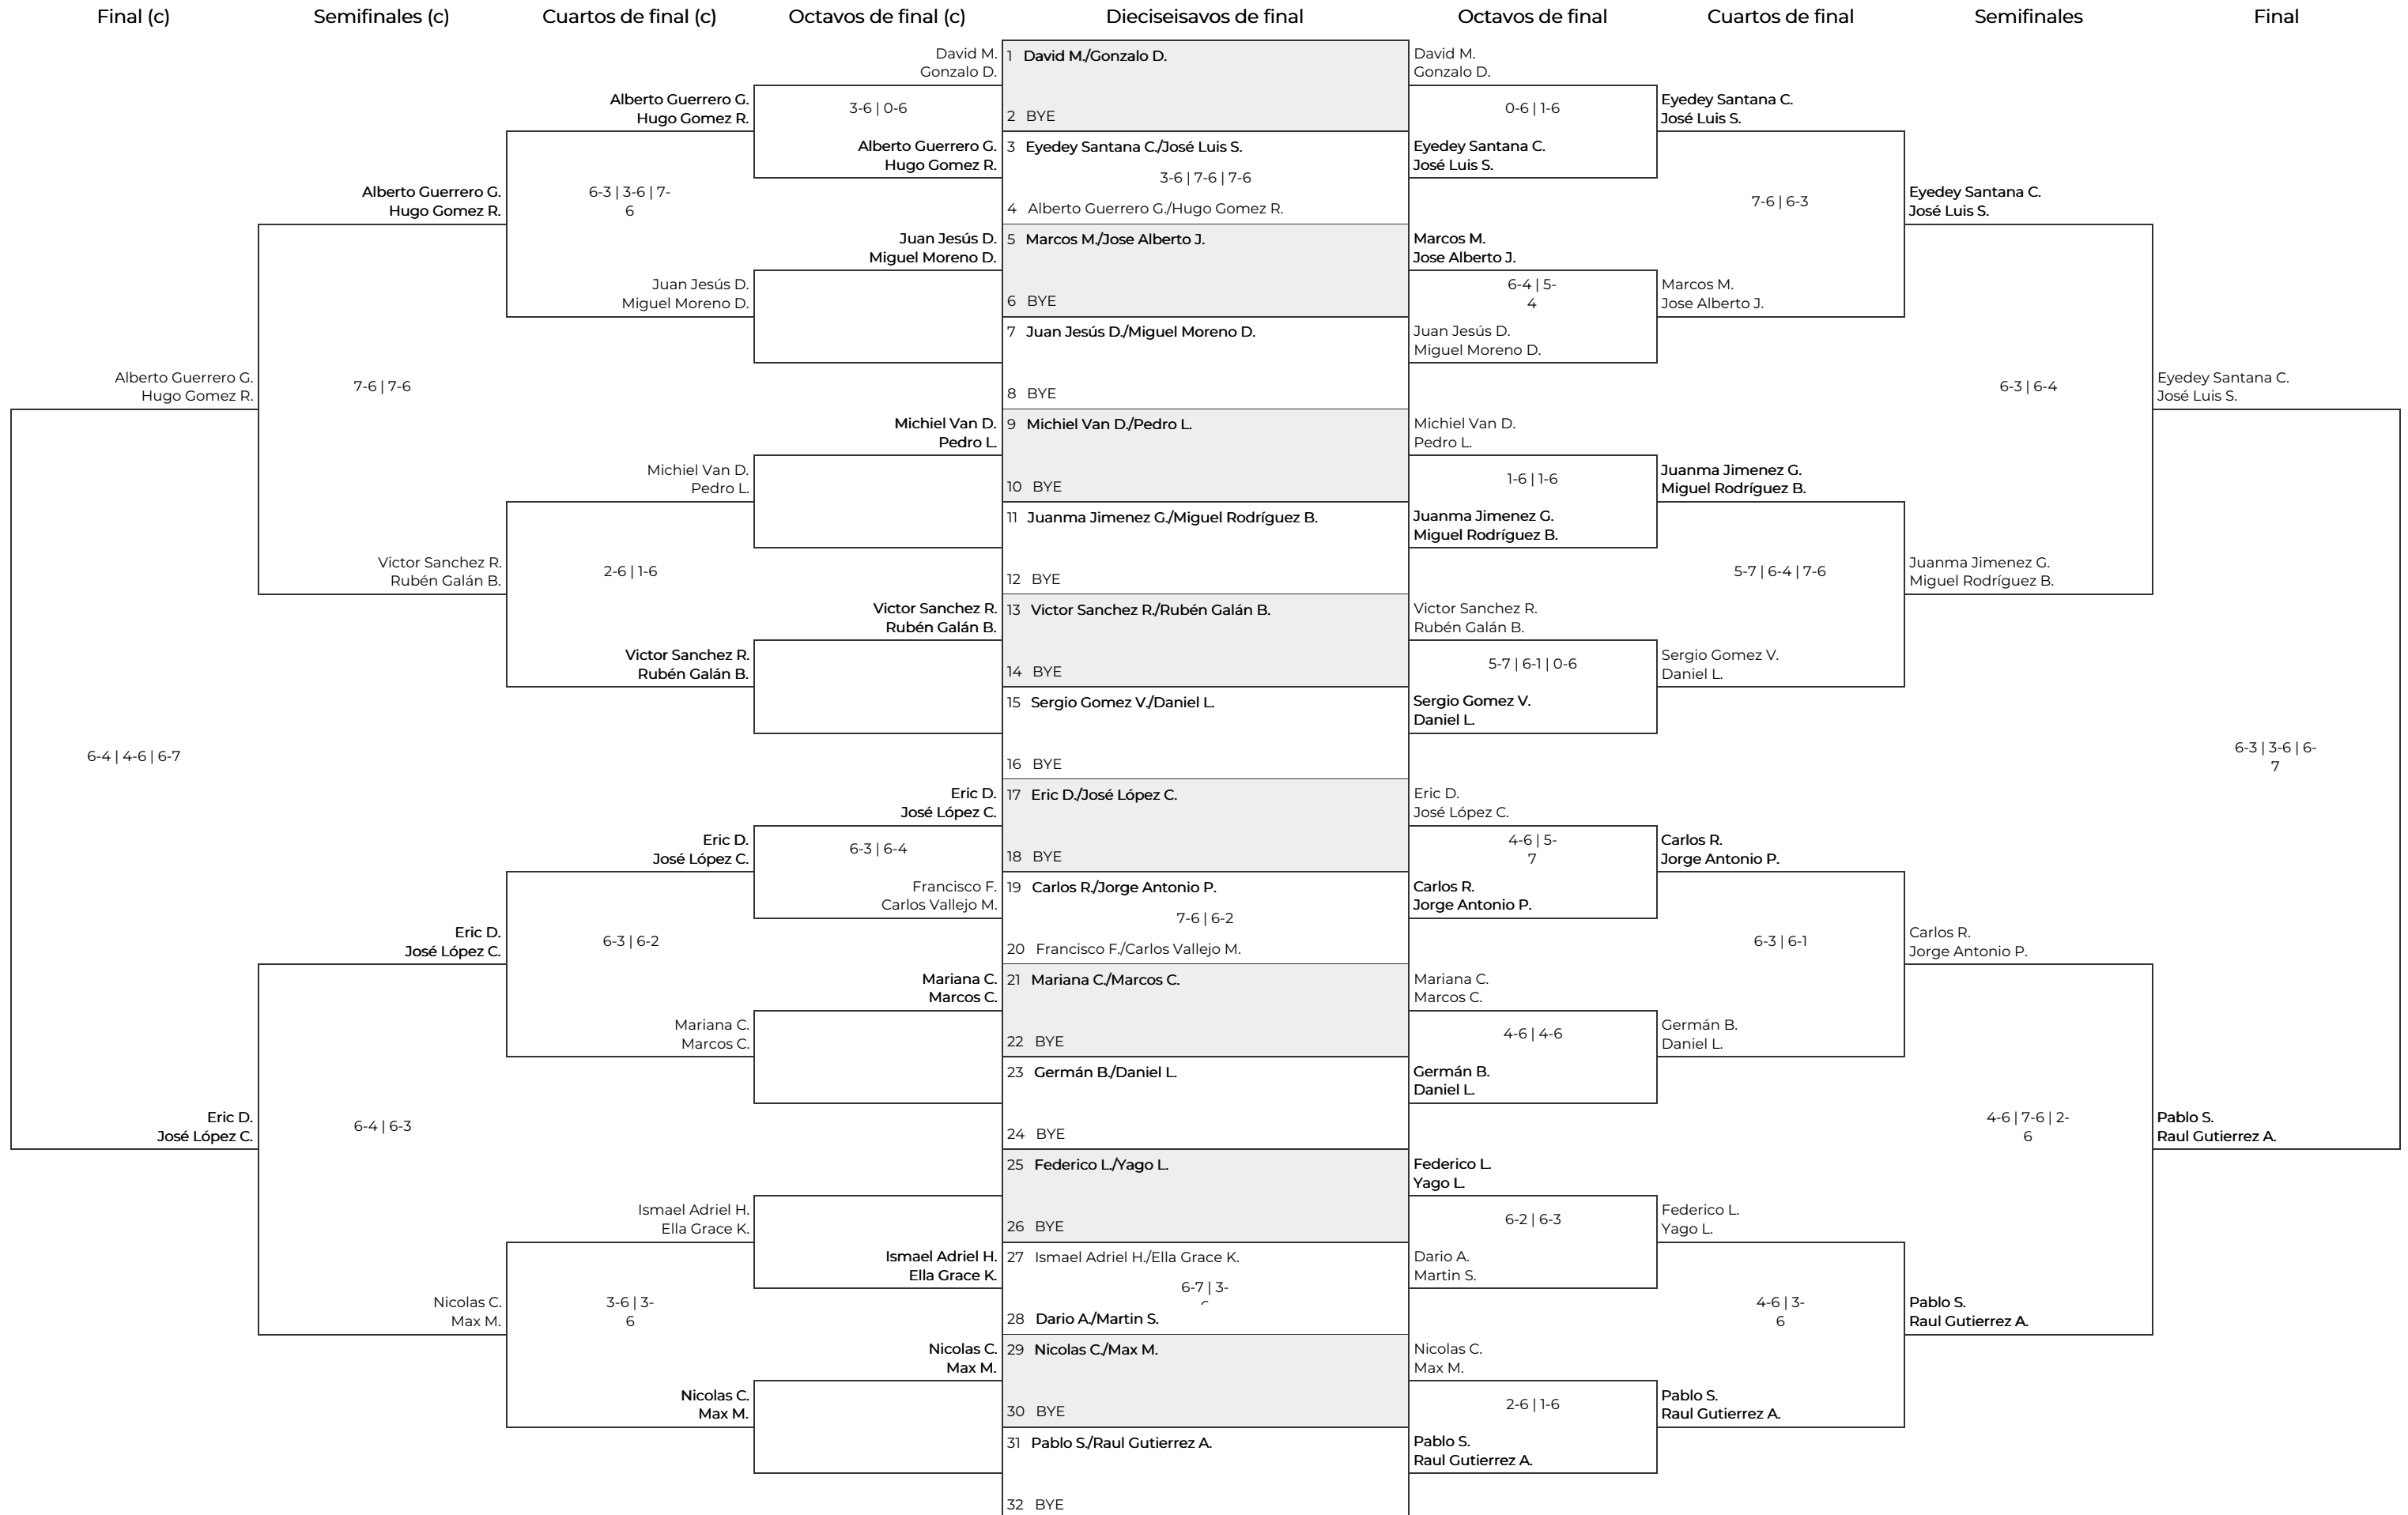 Final (c)
Semifinales (c)
Cuartos de final (c)
Octavos de final (c)
Dieciseisavos de final
Octavos de final
Cuartos de final
Semifinales
Final
Alberto Guerrero G.
Hugo Gomez R.
6-4 | 4-6 | 6-7
Eric D.
José López C.
Alberto Guerrero G.
Hugo Gomez R.
7-6 | 7-6
Victor Sanchez R.
Rubén Galán B.
Eric D.
José López C.
6-4 | 6-3
Nicolas C.
Max M.
Alberto Guerrero G.
Hugo Gomez R.
6-3 | 3-6 | 7-
6
Juan Jesús D.
Miguel Moreno D.
Michiel Van D.
Pedro L.
2-6 | 1-6
Victor Sanchez R.
Rubén Galán B.
Eric D.
José López C.
6-3 | 6-2
Mariana C.
Marcos C.
Ismael Adriel H.
Ella Grace K.
3-6 | 3-
6
Nicolas C.
Max M.
David M.
Gonzalo D.
3-6 | 0-6
Alberto Guerrero G.
Hugo Gomez R.
Juan Jesús D.
Miguel Moreno D.
Michiel Van D.
Pedro L.
Victor Sanchez R.
Rubén Galán B.
Eric D.
José López C.
6-3 | 6-4
Francisco F.
Carlos Vallejo M.
Mariana C.
Marcos C.
Ismael Adriel H.
Ella Grace K.
Nicolas C.
Max M.
1 David M./Gonzalo D.
2 BYE
3 Eyedey Santana C./José Luis S.
3-6 | 7-6 | 7-6
4 Alberto Guerrero G./Hugo Gomez R.
5 Marcos M./Jose Alberto J.
6 BYE
7 Juan Jesús D./Miguel Moreno D.
8 BYE
9 Michiel Van D./Pedro L.
10 BYE
11 Juanma Jimenez G./Miguel Rodríguez B.
12 BYE
13 Victor Sanchez R./Rubén Galán B.
14 BYE
15 Sergio Gomez V./Daniel L.
16 BYE
17 Eric D./José López C.
18 BYE
19 Carlos R./Jorge Antonio P.
7-6 | 6-2
20 Francisco F./Carlos Vallejo M.
21 Mariana C./Marcos C.
22 BYE
23 Germán B./Daniel L.
24 BYE
25 Federico L./Yago L.
26 BYE
27 Ismael Adriel H./Ella Grace K.
6-7 | 3-
28 Dario A./Martin S.
29 Nicolas C./Max M.
30 BYE
31 Pablo S./Raul Gutierrez A.
32 BYE
David M.
Gonzalo D.
0-6 | 1-6
Eyedey Santana C.
José Luis S.
Marcos M.
Jose Alberto J.
6-4 | 5-
4
Juan Jesús D.
Miguel Moreno D.
Michiel Van D.
Pedro L.
1-6 | 1-6
Juanma Jimenez G.
Miguel Rodríguez B.
Victor Sanchez R.
Rubén Galán B.
5-7 | 6-1 | 0-6
Sergio Gomez V.
Daniel L.
Eric D.
José López C.
4-6 | 5-
7
Carlos R.
Jorge Antonio P.
Mariana C.
Marcos C.
4-6 | 4-6
Germán B.
Daniel L.
Federico L.
Yago L.
6-2 | 6-3
Dario A.
Martin S.
Nicolas C.
Max M.
2-6 | 1-6
Pablo S.
Raul Gutierrez A.
Eyedey Santana C.
José Luis S.
7-6 | 6-3
Marcos M.
Jose Alberto J.
Juanma Jimenez G.
Miguel Rodríguez B.
5-7 | 6-4 | 7-6
Sergio Gomez V.
Daniel L.
Carlos R.
Jorge Antonio P.
6-3 | 6-1
Germán B.
Daniel L.
Federico L.
Yago L.
4-6 | 3-
6
Pablo S.
Raul Gutierrez A.
Eyedey Santana C.
José Luis S.
6-3 | 6-4
Juanma Jimenez G.
Miguel Rodríguez B.
Carlos R.
Jorge Antonio P.
4-6 | 7-6 | 2-
6
Pablo S.
Raul Gutierrez A.
Eyedey Santana C.
José Luis S.
6-3 | 3-6 | 6-
7
Pablo S.
Raul Gutierrez A.